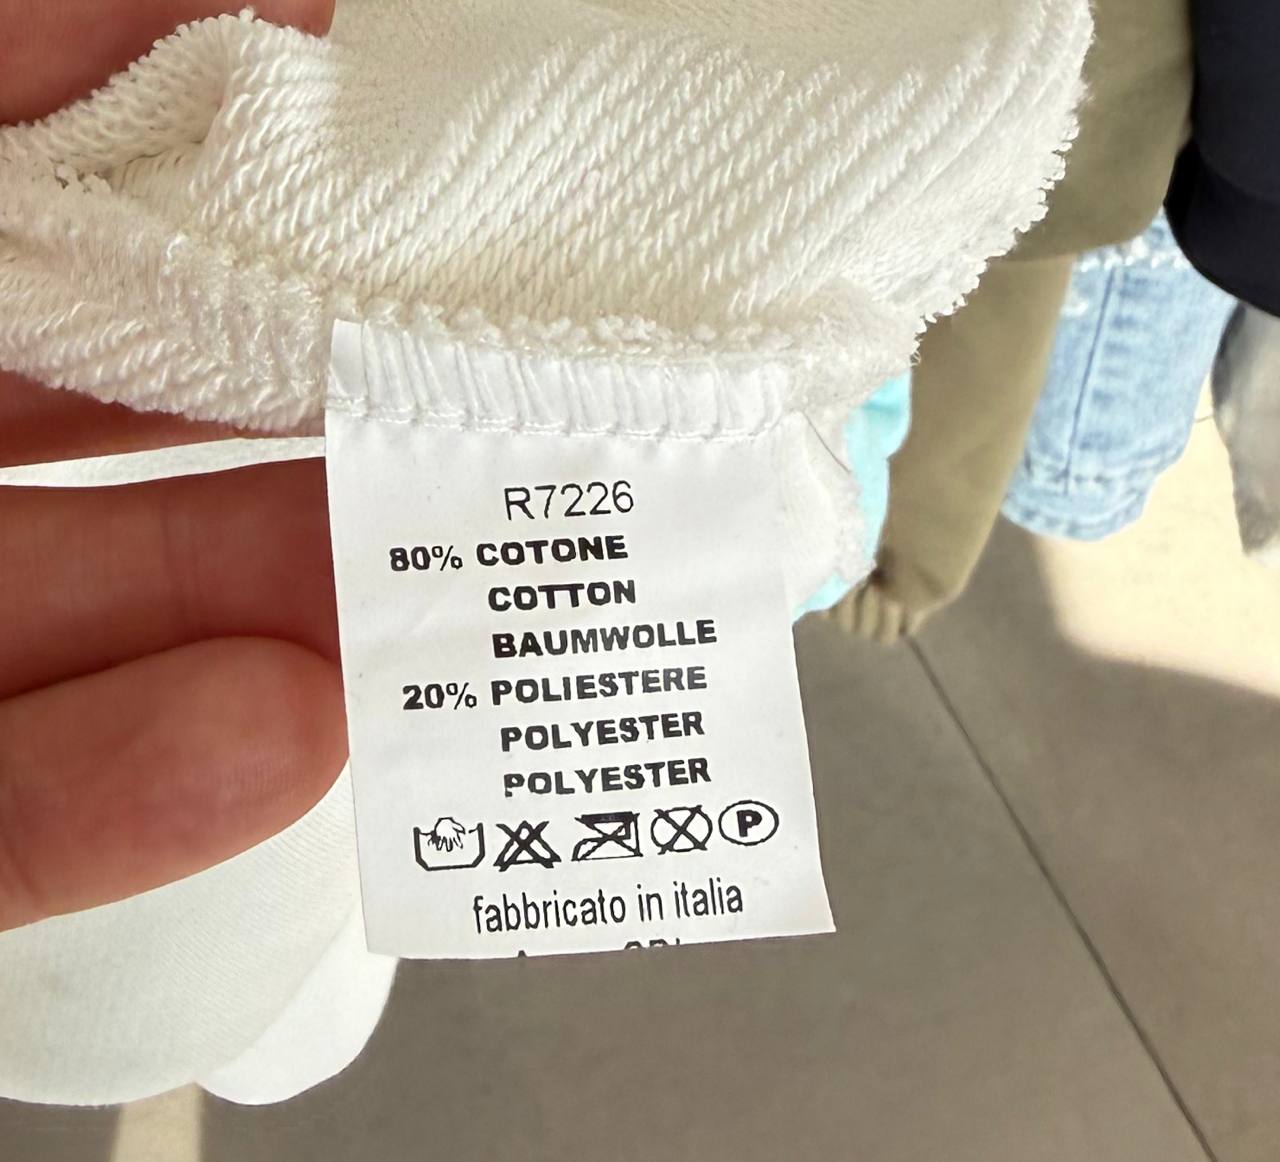 R7226
80% COTONE
COTTON
BAUMWOLLE
20% POLIESTERE
POLYESTER
POLYESTER
P
fabbricato in italia